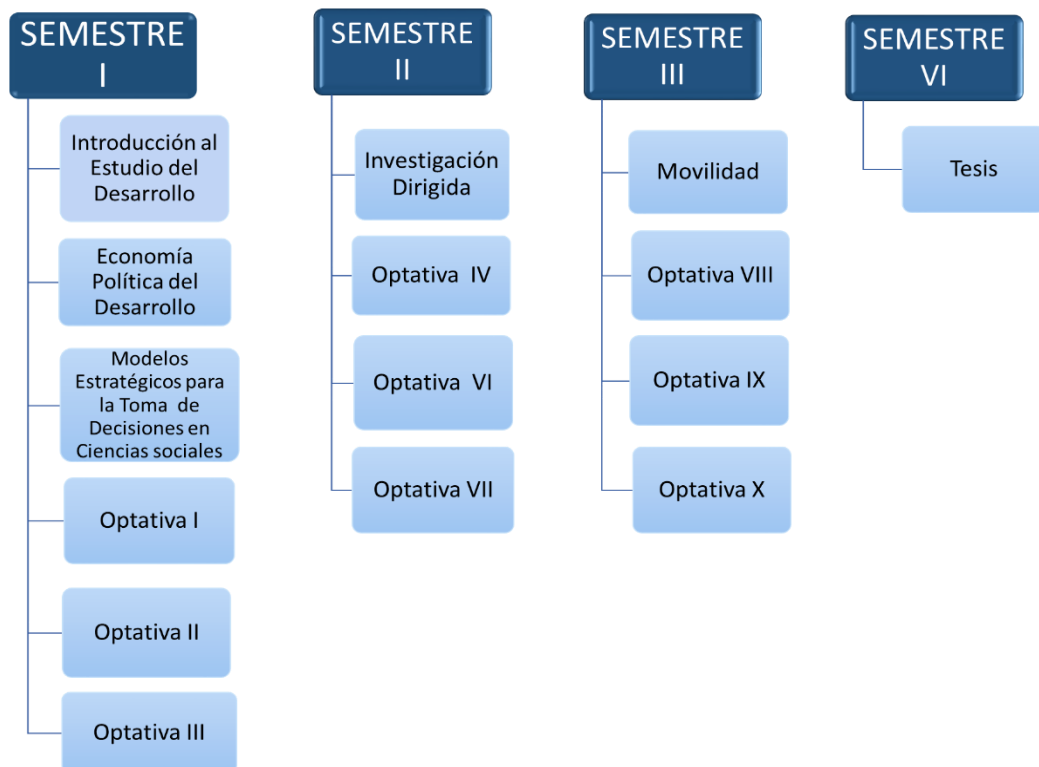 SEMESTRE
I
Introducción al
Estudio del
Desarrollo
Economía
Política del
Desarrollo
Modelos
Estratégicos para
la Toma de
Decisiones en
Ciencias sociales
Optativa I
Optativa II
Optativa III
SEMESTRE
II
Investigación
Dirigida
Optativa IV
Optativa VI
Optativa VII
SEMESTRE
III
Movilidad
Optativa VIII
Optativa IX
Optativa X
SEMESTRE
VI
Tesis